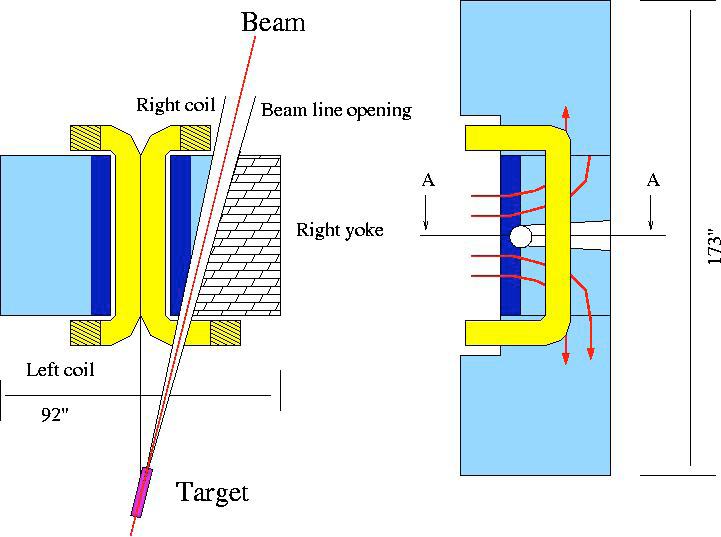 Beam
Right coil
Beam line opening
A
A
Right yoke
173"
Left coil
92"
Target